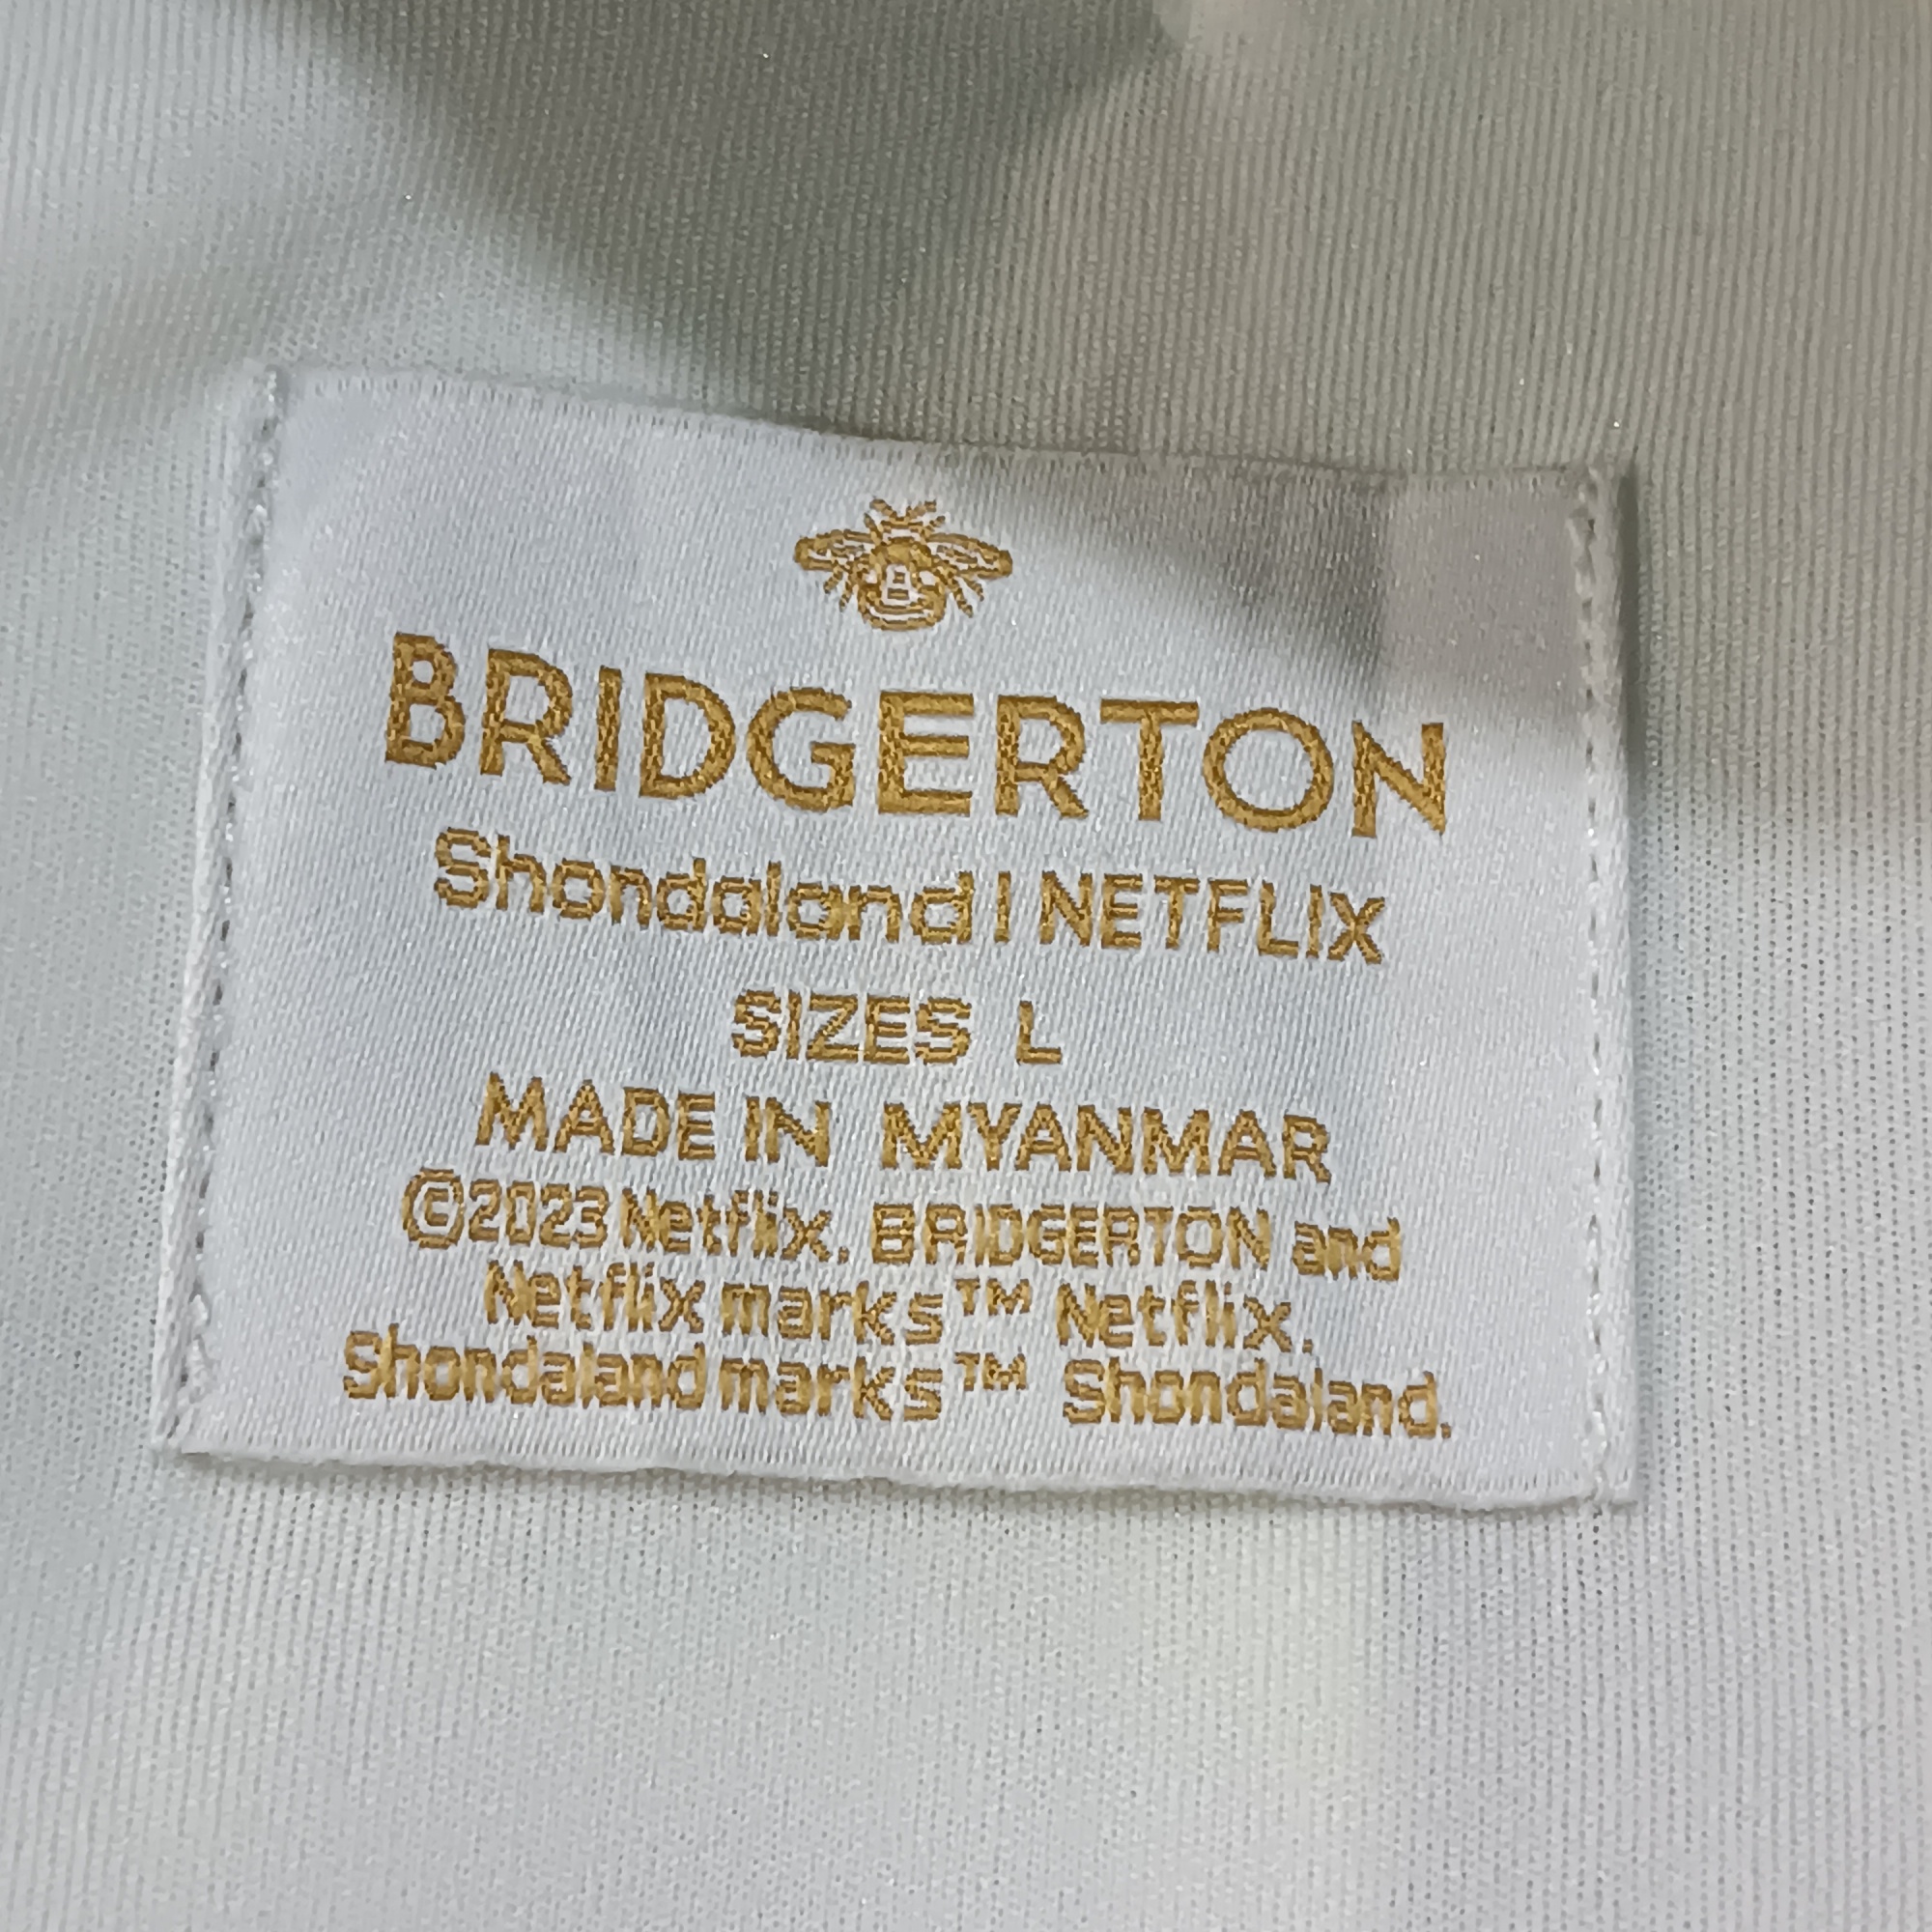 BRIDGERTON
Shondaland | NETFLIX
SIZES L
MADE IN MYANMAR
©2023 Netflix. BRIDGERTON and
Netflix marks™ Netflix.
Shondaland marks™ Shondaland.